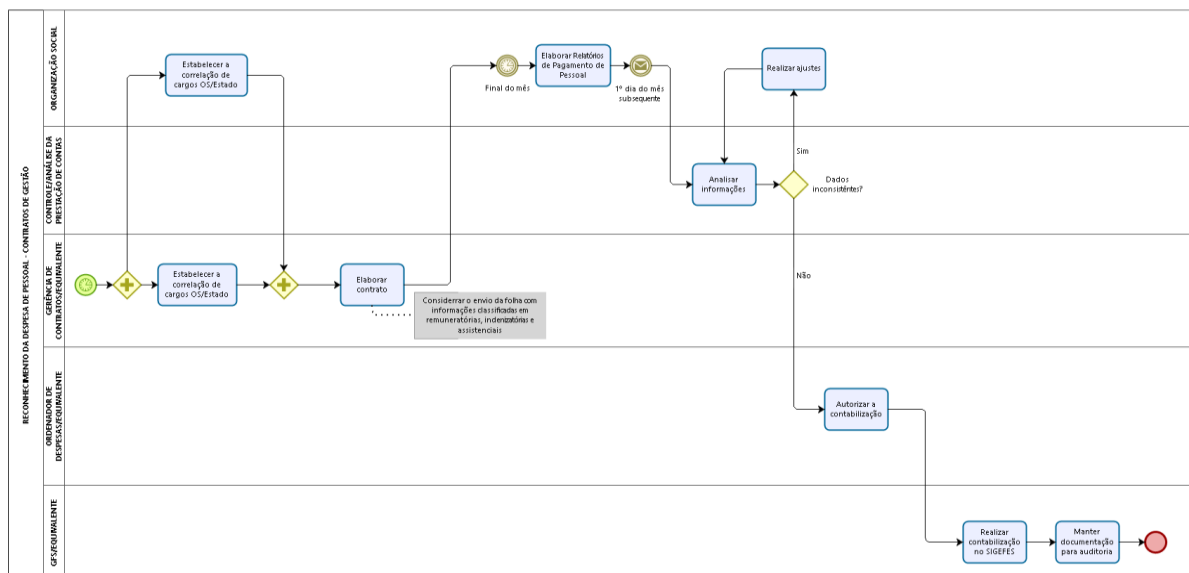 RECONHECIMENTO DA DESPESA DE PESSOAL - CONTRATOS DE GESTÃO
ORGANIZAÇÃO SOCIAL
Estabelecer a
correlação de
cargos OS/Estado
Final do mês
Elaborar Relatórios
de Pagamento de
Pessoal
1º dia do mês
subsequente
Realizar ajustes
CONTROLE/ANÁLISE DA
PRESTAÇÃO DE CONTAS
Analisar
informações
Sim
Dados
inconsistêntes?
Não
GERÊNCIA DE
CONTRATOS/EQUIVALENTE
Estabelecer a
correlação de
cargos OS/Estado
Elaborar
contrato
Considerrar o envio da folha com
informações classificadas em
remuneratórias, indenizatórias e
assistenciais
ORDENADOR DE
DESPESAS/EQUIVALENTE
Autorizar a
contabilização
GFS/EQUIVALENTE
Realizar
contabilização
no SIGEFES
Manter
documentação
para auditoria